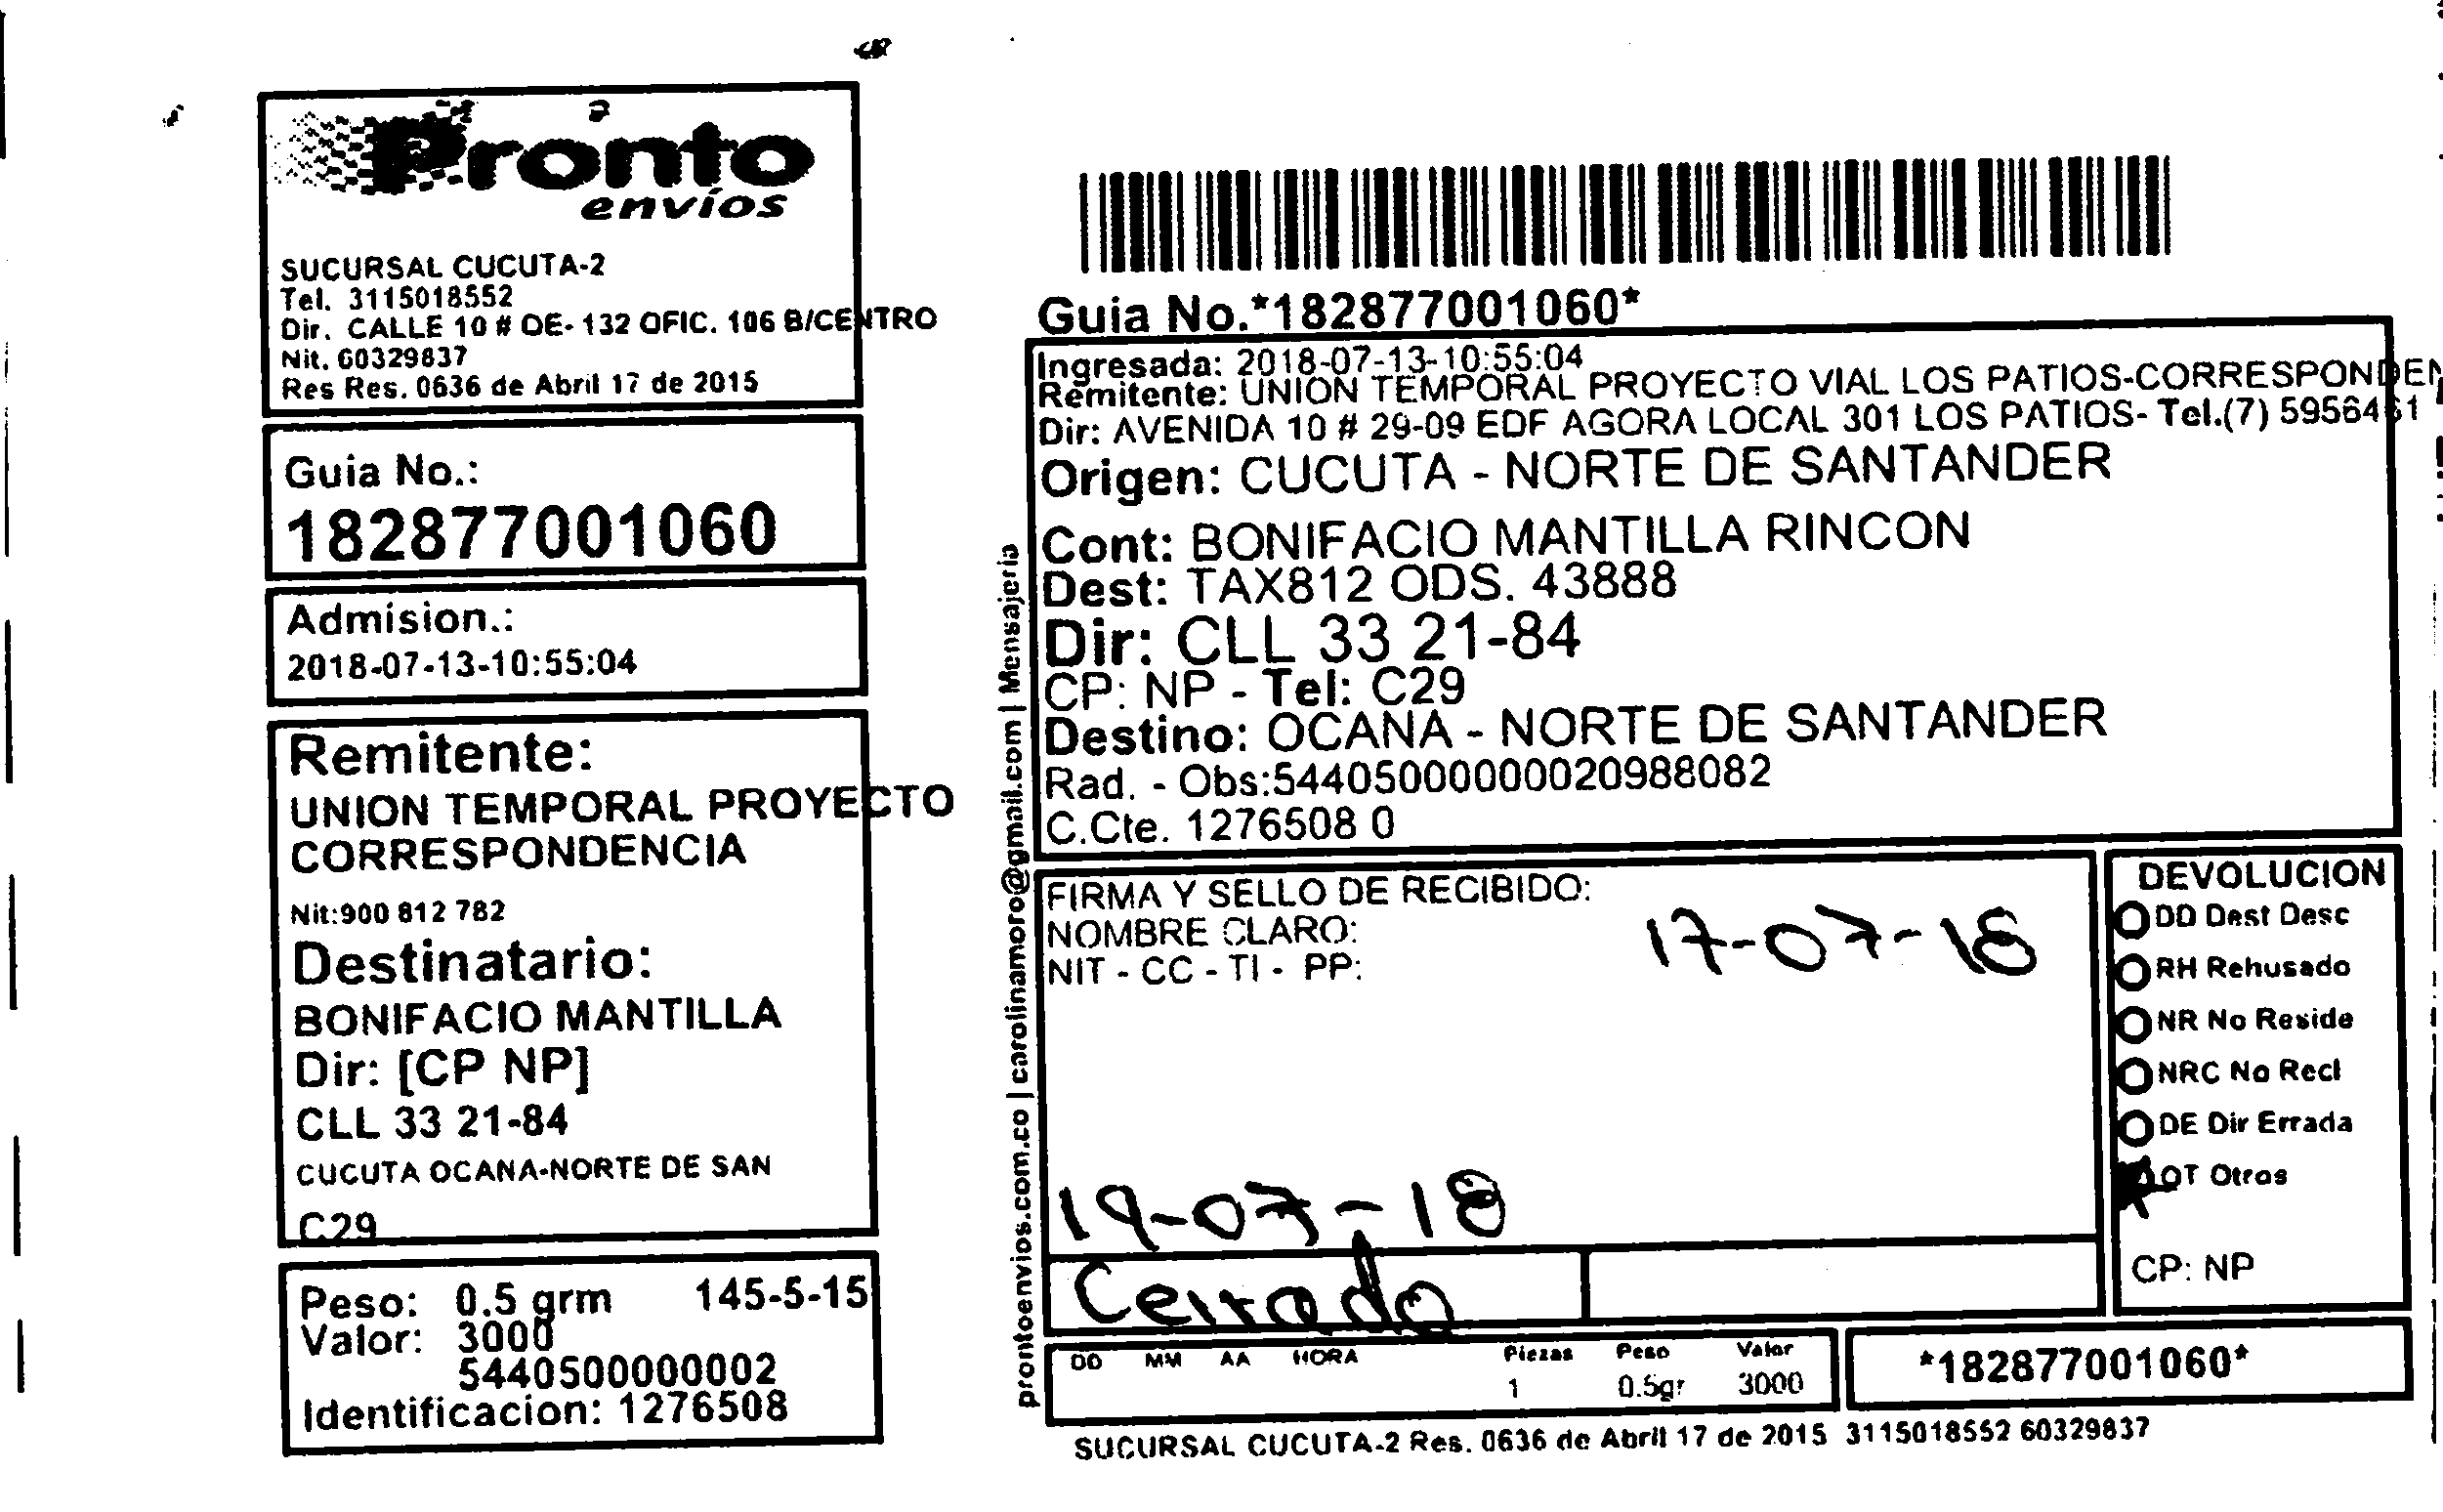 Pronto
envíos
SUCURSAL CUCUTA-2
Tel. 3115018552
Dir. CALLE 10 # OE- 132 OFIC. 106 B/CENTRO
Nit. 60329837
Res Res. 0636 de Abril 17 de 2015
Guia No.:
182877001060
Admision.:
2018-07-13-10:55:04
Remitente:
UNION TEMPORAL PROYECTO
CORRESPONDENCIA
Nit:900 812 782
Destinatario:
BONIFACIO MANTILLA
Dir: [CP NP]
CLL 33 21-84
CUCUTA OCANA-NORTE DE SAN
C29
Peso: 0.5 grm 145-5-15
Valor: 3000
5440500000002
Identificacion: 1276508
prontoenvios.com.co | carolinamoro@gmail.com | Mensajeria
Guia No.*182877001060*
Ingresada: 2018-07-13-10:55:04
Remitente: UNION TEMPORAL PROYECTO VIAL LOS PATIOS-CORRESPONDEN
Dir: AVENIDA 10 # 29-09 EDF AGORA LOCAL 301 LOS PATIOS- Tel.(7) 5956461
Origen: CUCUTA - NORTE DE SANTANDER
Cont: BONIFACIO MANTILLA RINCON
Dest: TAX812 ODS. 43888
Dir: CLL 33 21-84
CP: NP - Tel: C29
Destino: OCANA - NORTE DE SANTANDER
Rad. - Obs:544050000000020988082
C.Cte. 1276508 0
FIRMA Y SELLO DE RECIBIDO:
NOMBRE CLARO:
NIT - CC - TI - PP:
17-07-18
19-07-18
Cerrado
DEVOLUCION
DD Dest Desc
RH Rehusado
NR No Reside
NRC No Recl
DE Dir Errada
OT Otros
CP: NP
DD MM AA HORA Piezas Peso Valor
1 0.5gr 3000
*182877001060*
SUCURSAL CUCUTA-2 Res. 0636 de Abril 17 de 2015 3115018552 60329837